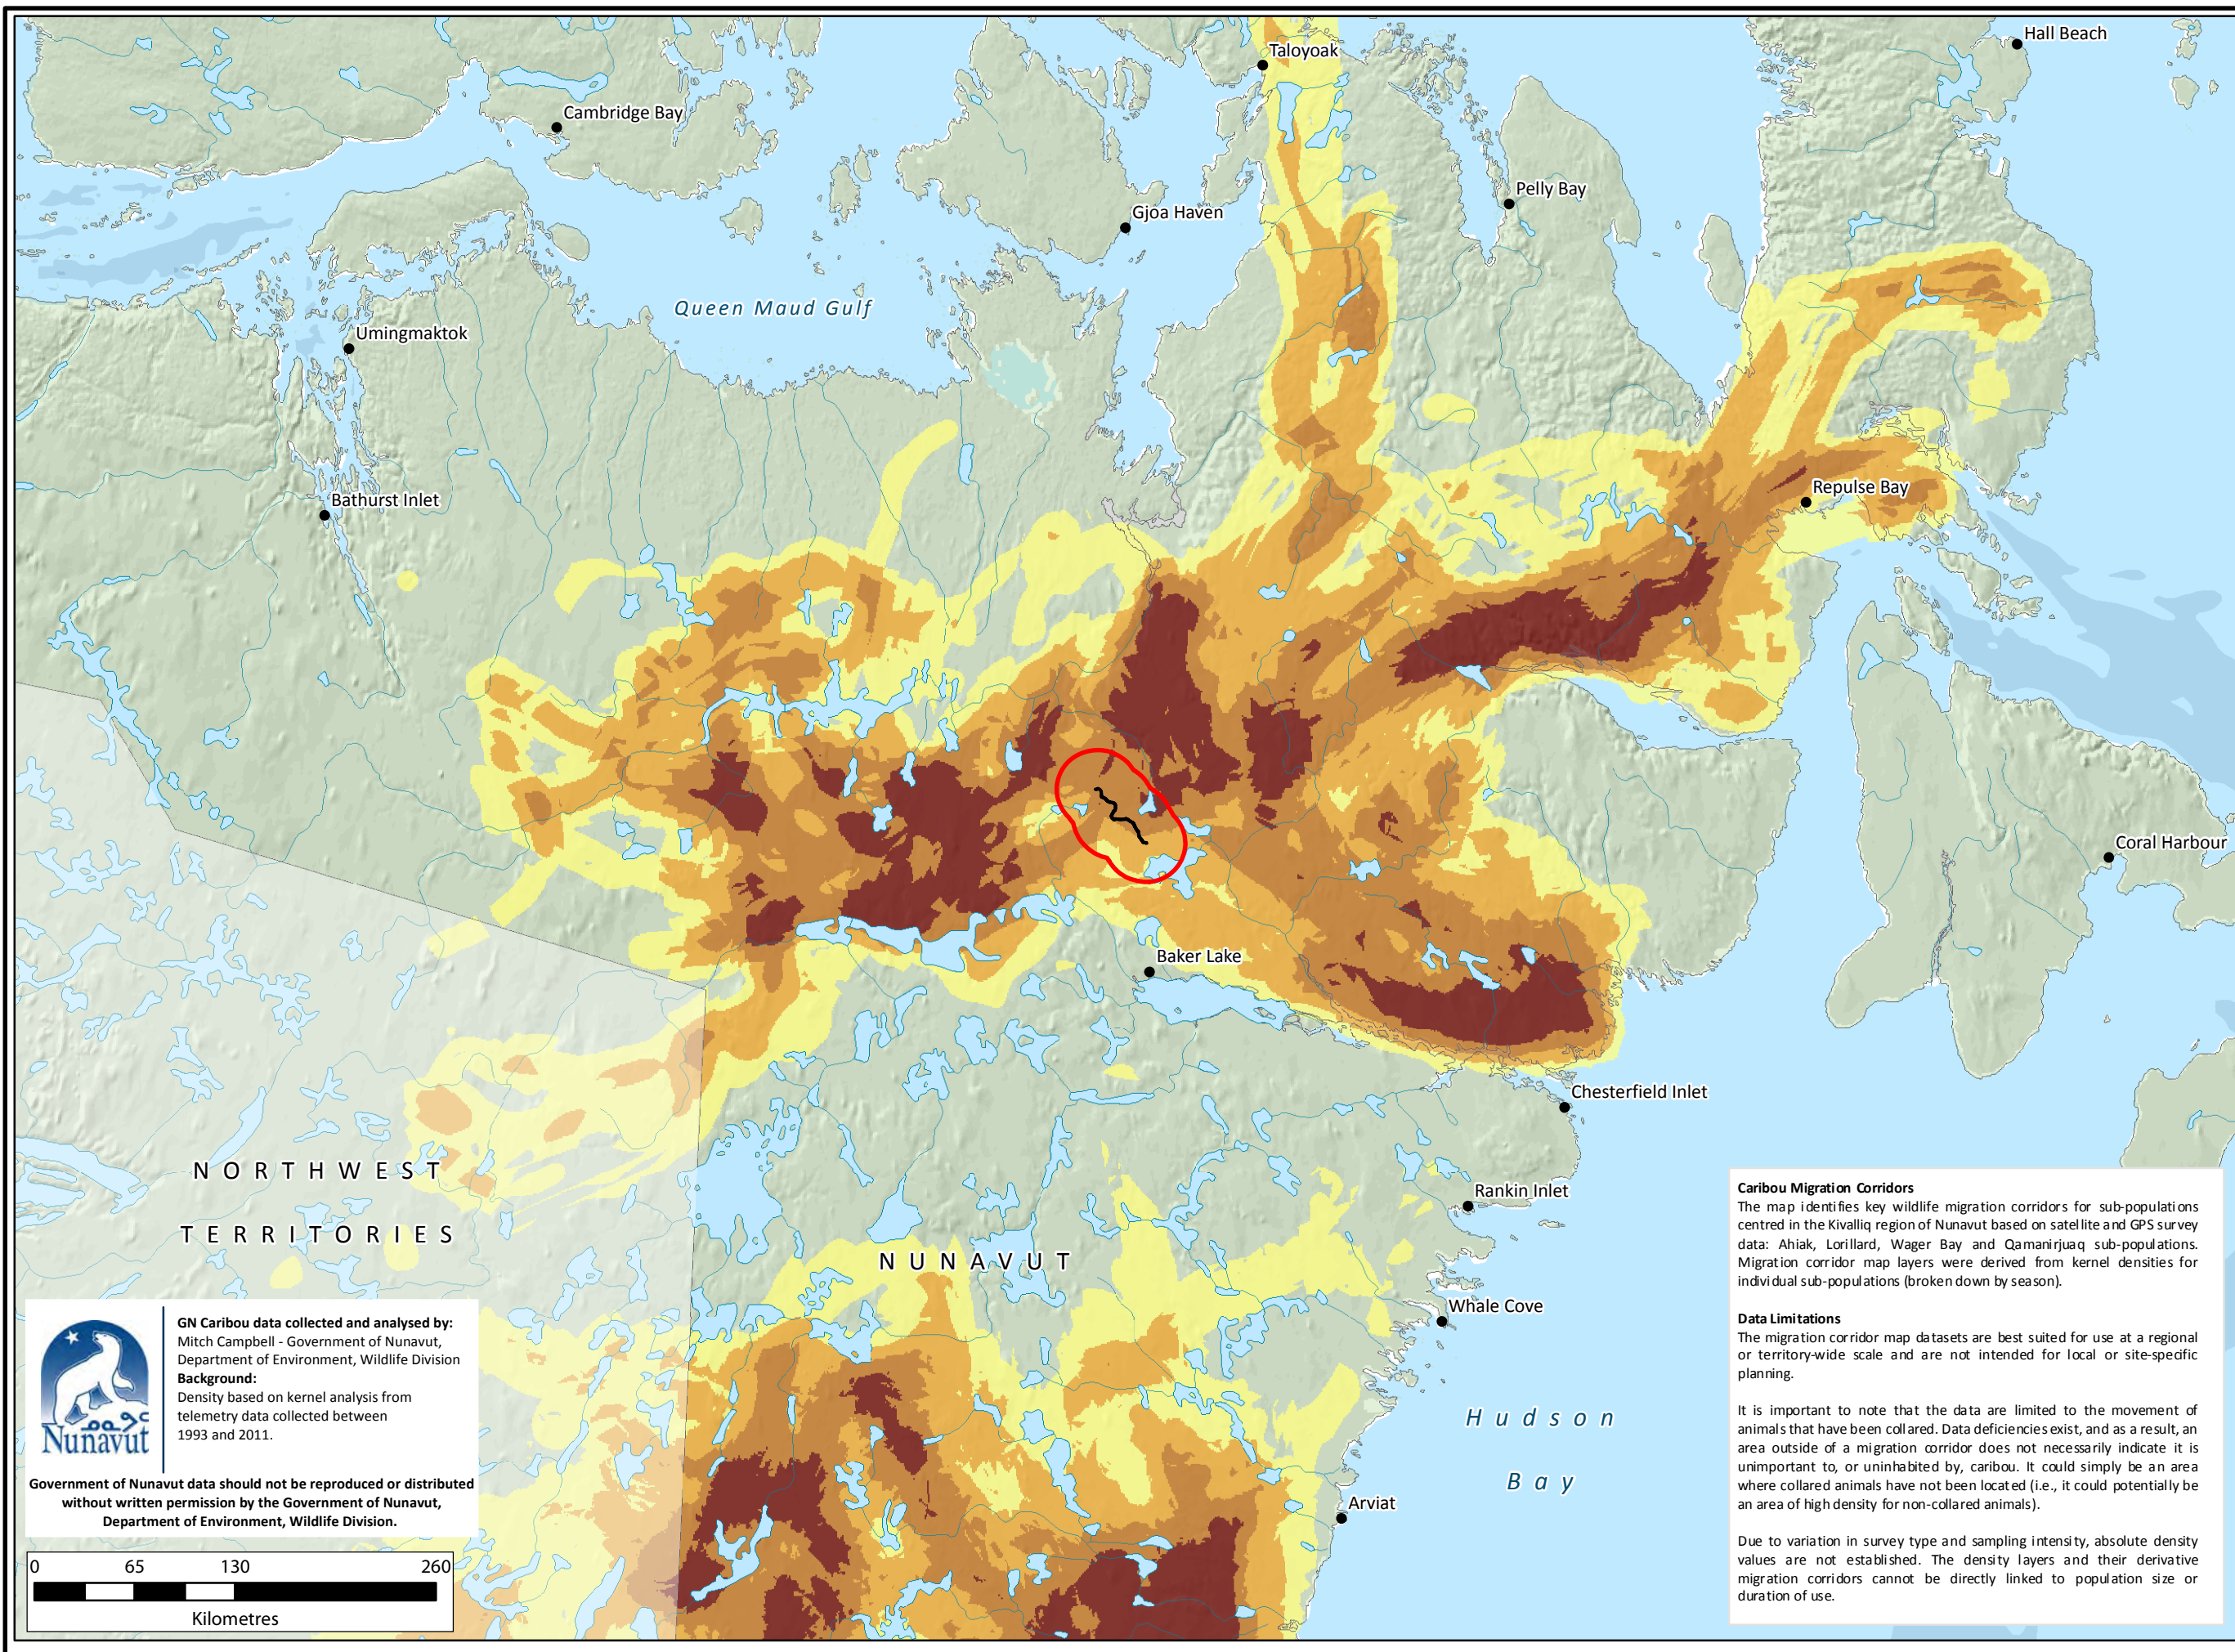 Taloyoak
Hall Beach
Cambridge Bay
Pelly Bay
Gjoa Haven
Queen Maud Gulf
Umingmaktok
Repulse Bay
Bathurst Inlet
Coral Harbour
Baker Lake
Chesterfield Inlet
NORTHWEST
TERRITORIES
Rankin Inlet
NUNAVUT
Whale Cove
Hudson
Bay
Arviat
Caribou Migration Corridors
The map identifies key wildlife migration corridors for sub-populations
centred in the Kivalliq region of Nunavut based on satellite and GPS survey
data: Ahiak, Lorillard, Wager Bay and Qamanirjuaq sub-populations.
Migration corridor map layers were derived from kernel densities for
individual sub-populations (broken down by season).
Data Limitations
The migration corridor map datasets are best suited for use at a regional
or territory-wide scale and are not intended for local or site-specific
planning.
It is important to note that the data are limited to the movement of
animals that have been collared. Data deficiencies exist, and as a result, an
area outside of a migration corridor does not necessarily indicate it is
unimportant to, or uninhabited by, caribou. It could simply be an area
where collared animals have not been located (i.e., it could potentially be
an area of high density for non-collared animals).
Due to variation in survey type and sampling intensity, absolute density
values are not established. The density layers and their derivative
migration corridors cannot be directly linked to population size or
duration of use.
ᓄᓇᕗᑦ
Nunavut
GN Caribou data collected and analysed by:
Mitch Campbell - Government of Nunavut,
Department of Environment, Wildlife Division
Background:
Density based on kernel analysis from
telemetry data collected between
1993 and 2011.
Government of Nunavut data should not be reproduced or distributed
without written permission by the Government of Nunavut,
Department of Environment, Wildlife Division.
0 65 130 260
Kilometres